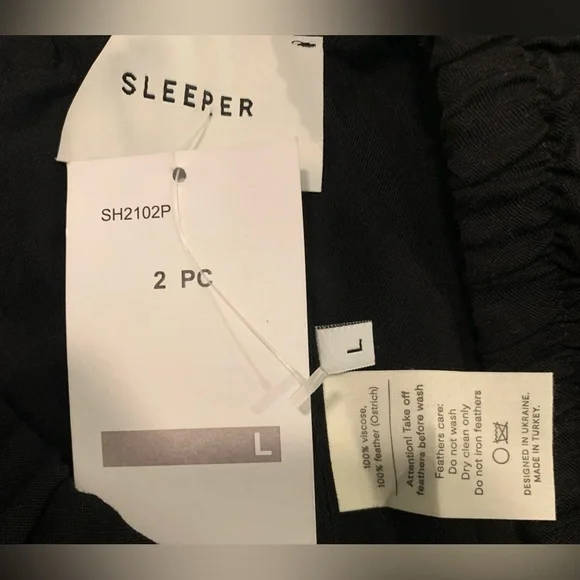 SLEEPER
SH2102P
2 PC
L
L
100% viscose,
100% feather (Ostrich)
Attention! Take off
feathers before wash
Feathers care:
Do not wash
Dry clean only
Do not iron feathers
DESIGNED IN UKRAINE.
MADE IN TURKEY.